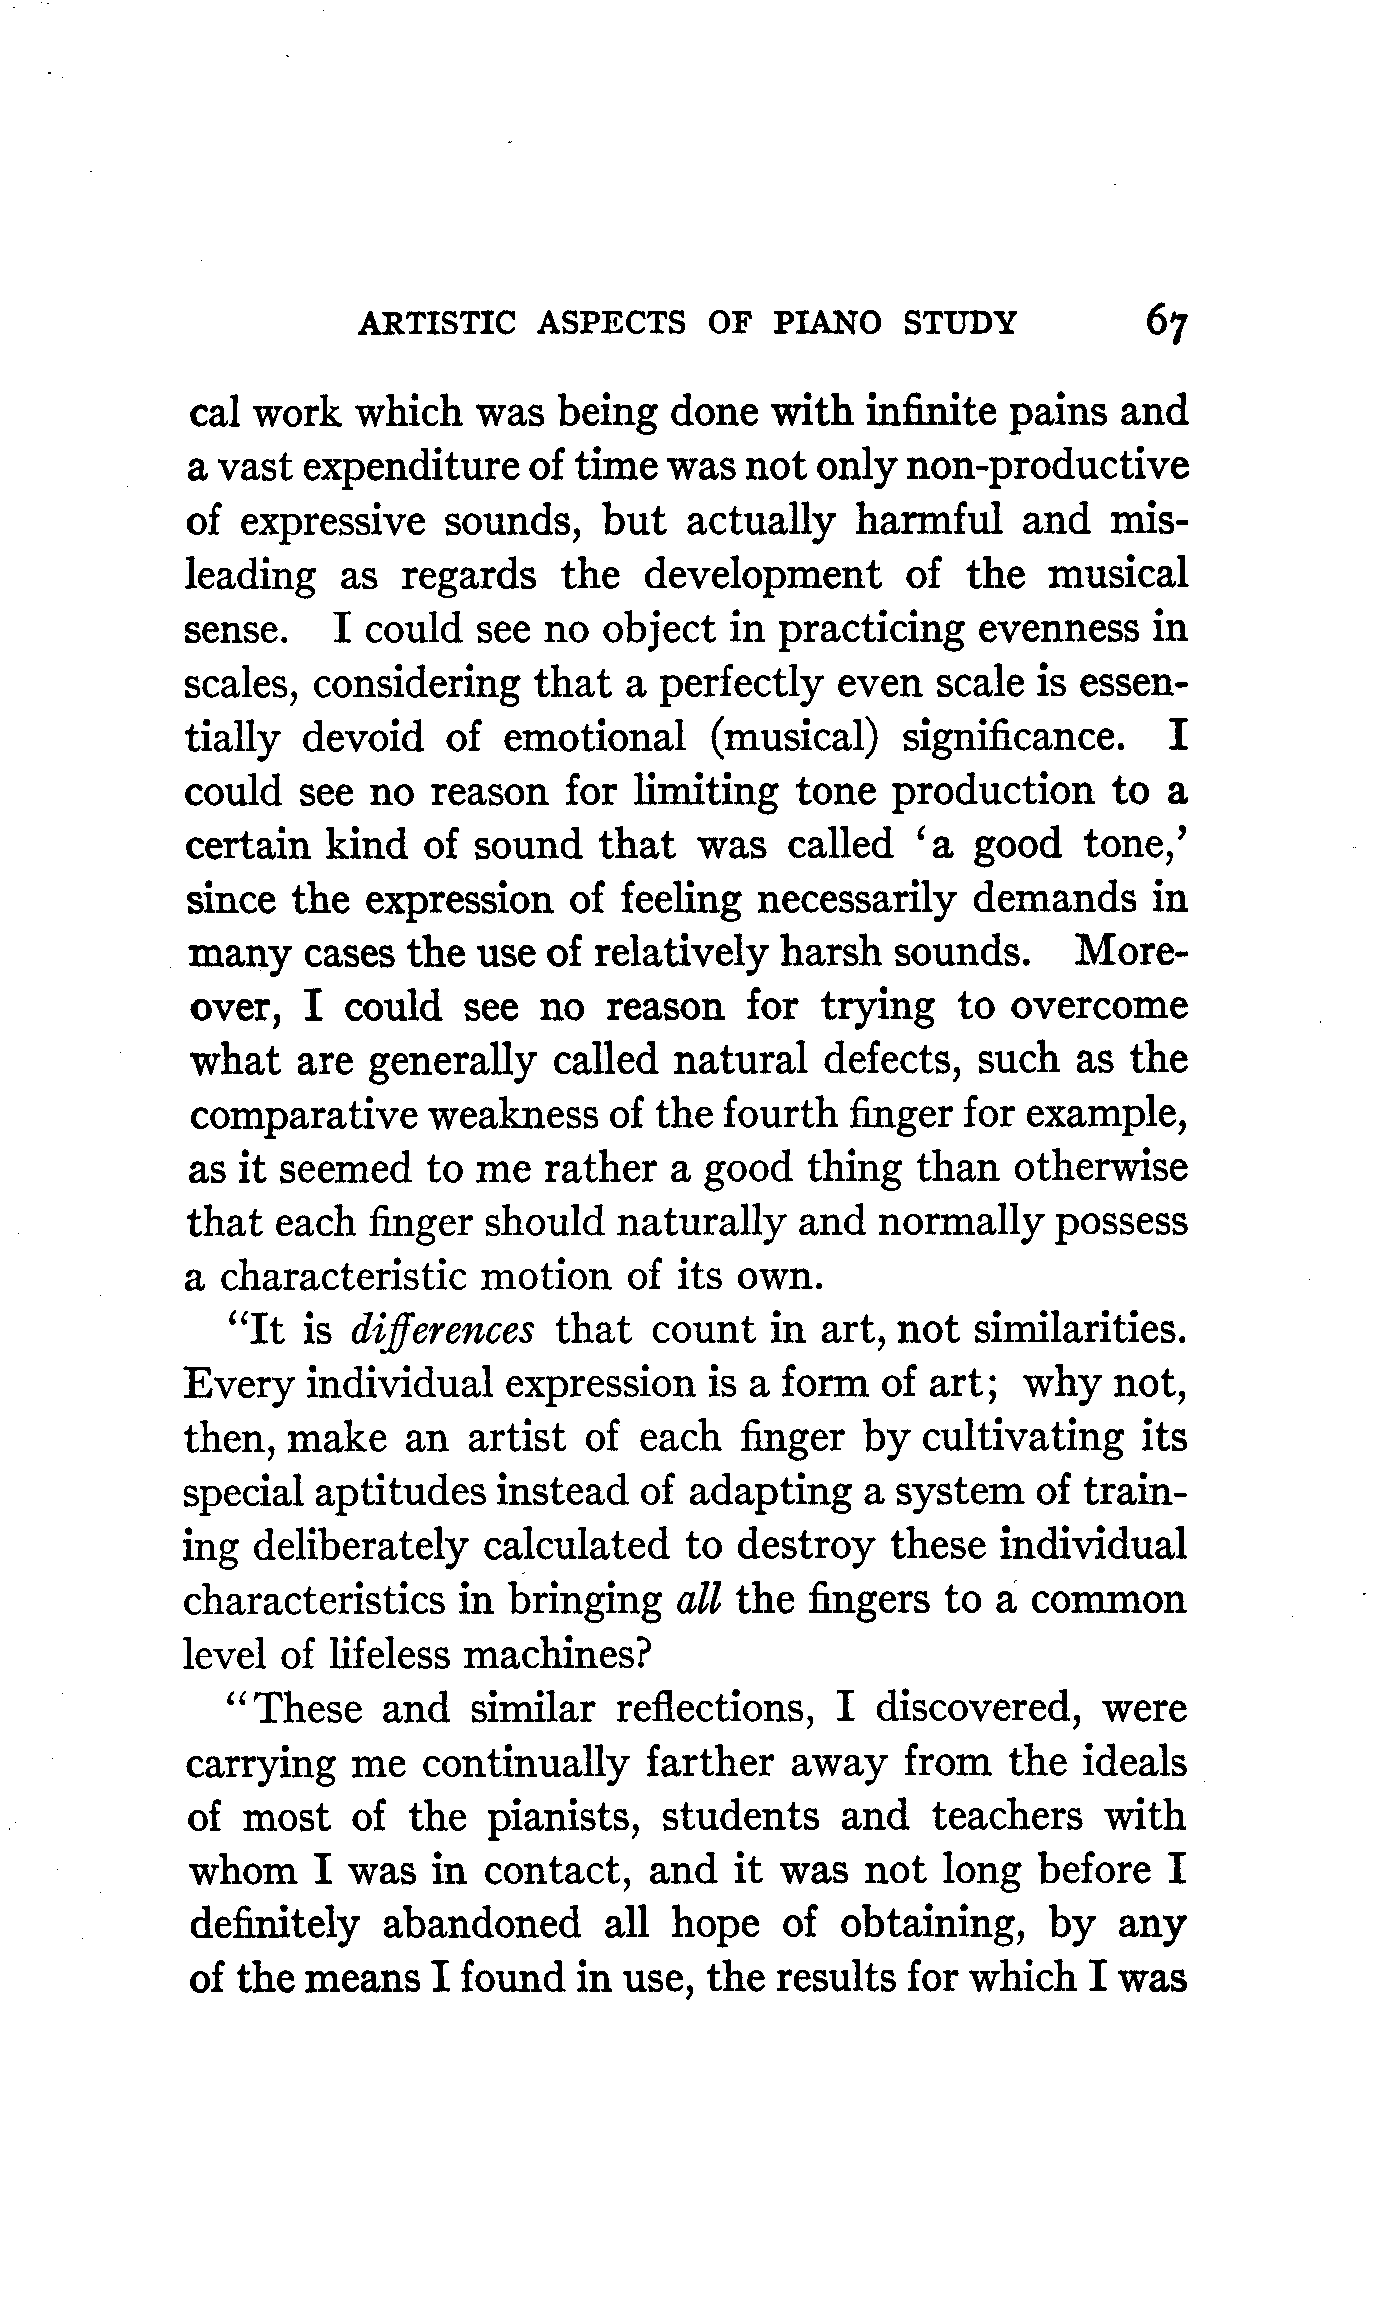 ARTISTIC ASPECTS OF PIANO STUDY 67
cal work which was being done with infinite pains and
a vast expenditure of time was not only non-productive
of expressive sounds, but actually harmful and mis-
leading as regards the development of the musical
sense. I could see no object in practicing evenness in
scales, considering that a perfectly even scale is essen-
tially devoid of emotional (musical) significance. I
could see no reason for limiting tone production to a
certain kind of sound that was called ‘a good tone,’
since the expression of feeling necessarily demands in
many cases the use of relatively harsh sounds. More-
over, I could see no reason for trying to overcome
what are generally called natural defects, such as the
comparative weakness of the fourth finger for example,
as it seemed to me rather a good thing than otherwise
that each finger should naturally and normally possess
a characteristic motion of its own.
“It is differences that count in art, not similarities.
Every individual expression is a form of art; why not,
then, make an artist of each finger by cultivating its
special aptitudes instead of adapting a system of train-
ing deliberately calculated to destroy these individual
characteristics in bringing all the fingers to a common
level of lifeless machines?
“These and similar reflections, I discovered, were
carrying me continually farther away from the ideals
of most of the pianists, students and teachers with
whom I was in contact, and it was not long before I
definitely abandoned all hope of obtaining, by any
of the means I found in use, the results for which I was